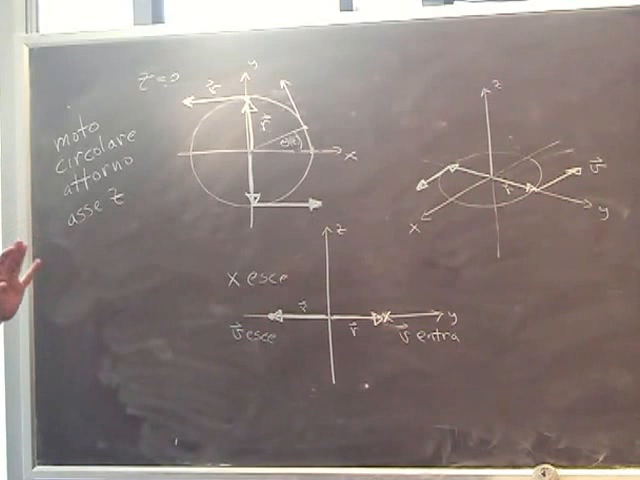 moto
circolare
attorno
asse z
z=0
v
y
r
θ(t)
x
z
v
r
x
y
z
x esce
r
r
y
v esce
v entra